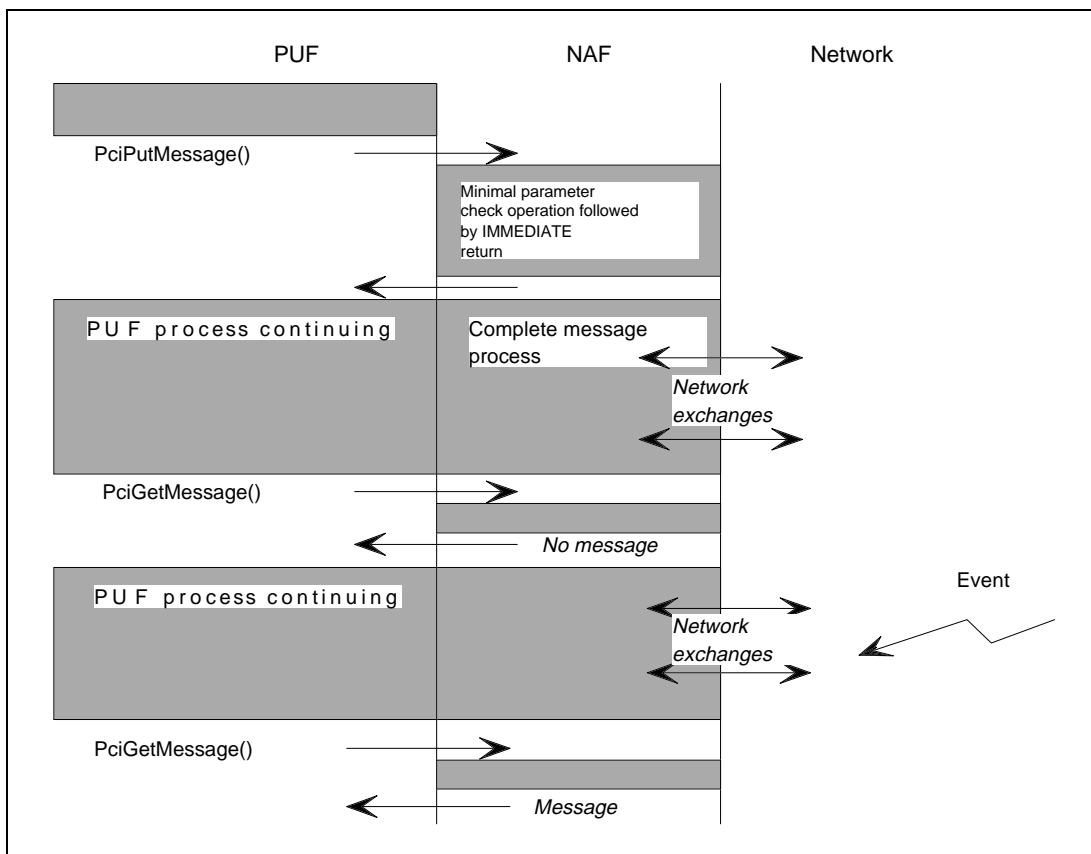 PUF NAF Network
PciPutMessage()
Minimal parameter
check operation followed
by IMMEDIATE
return
PUF process continuing
Complete message
process
Network
exchanges
PciGetMessage()
No message
PUF process continuing
Event
Network
exchanges
PciGetMessage()
Message